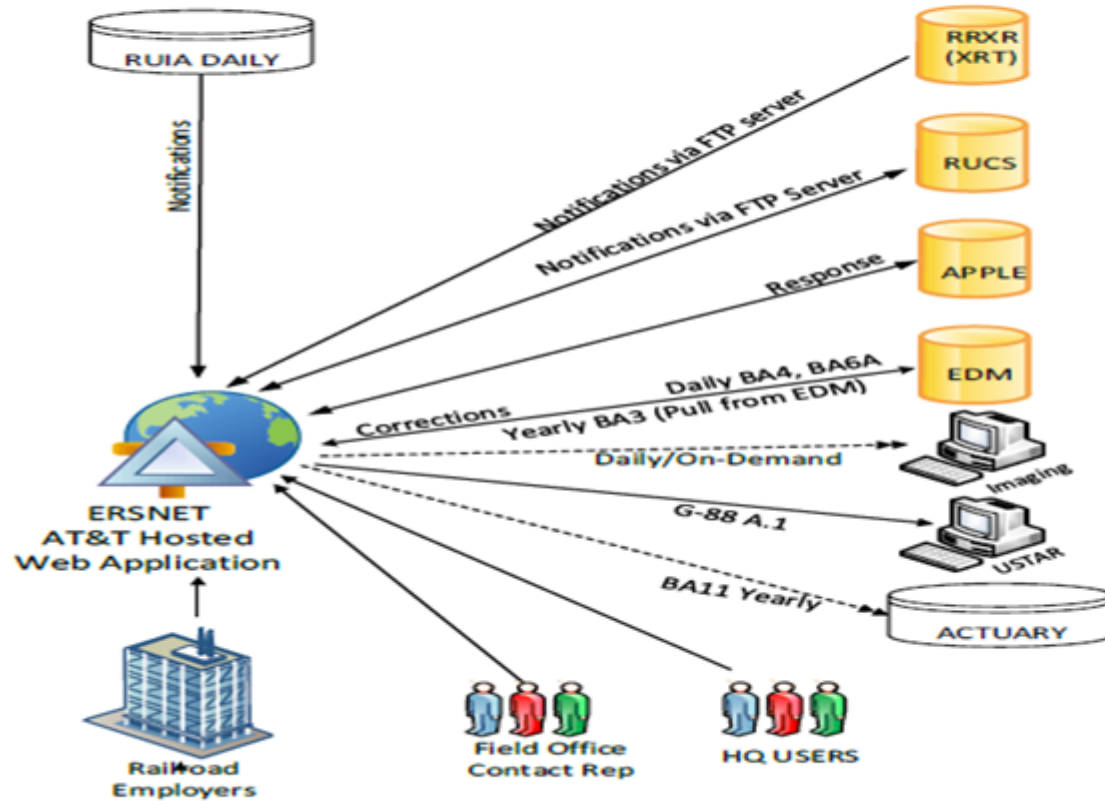 RUIA DAILY
Notifications
RRXR
(XRT)
Notifications via FTP server
RUCS
Notifications via FTP Server
APPLE
Response
EDM
Daily BA4, BA6A
Corrections
Yearly BA3 (Pull from EDM)
Daily/On-Demand
Imaging
G-88 A.1
USTAR
BA11 Yearly
ACTUARY
ERSNET
AT&T Hosted
Web Application
Railroad
Employers
Field Office
Contact Rep
HQ USERS